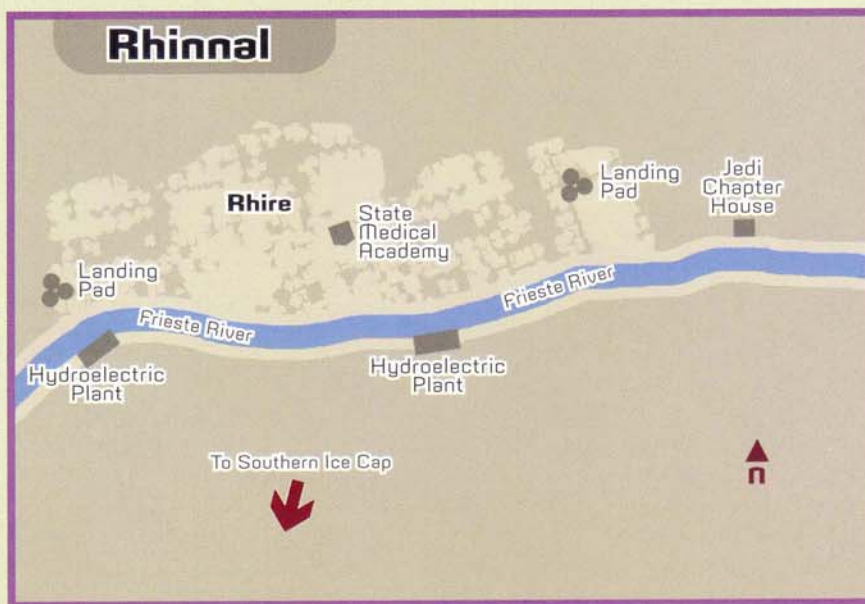 Rhinnal
Landing
Pad
Jedi
Chapter
House
Rhire
State
Medical
Academy
Landing
Pad
Frieste River
Frieste River
Hydroelectric
Plant
Hydroelectric
Plant
To Southern Ice Cap
n